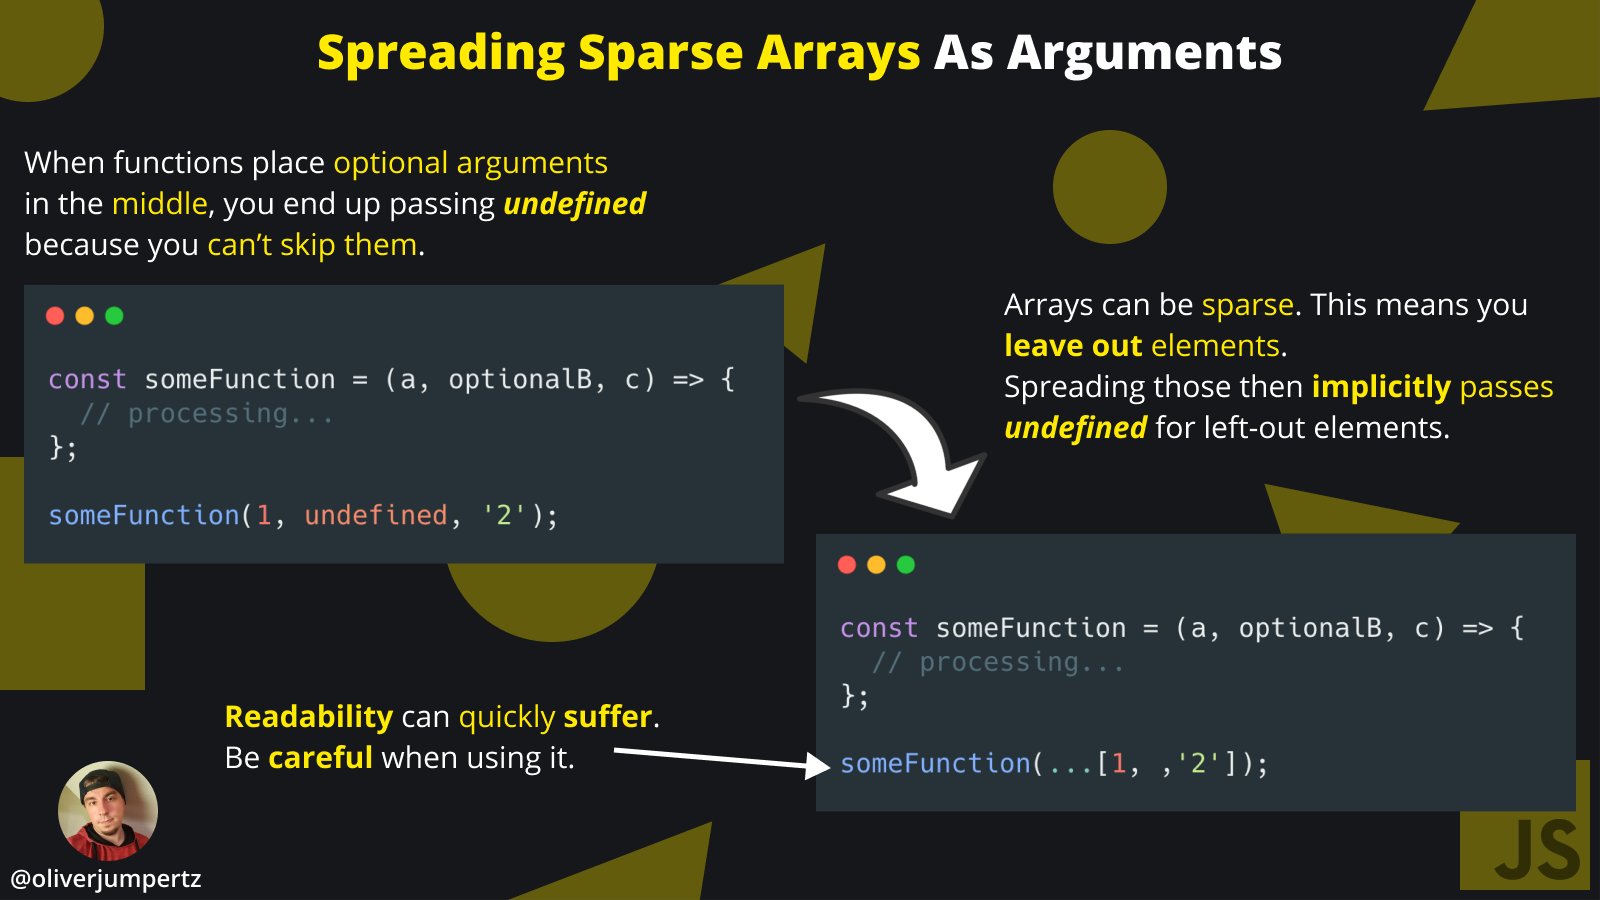 Spreading Sparse Arrays As Arguments
When functions place optional arguments
in the middle, you end up passing undefined
because you can’t skip them.
const someFunction = (a, optionalB, c) => {
  // processing...
};
someFunction(1, undefined, '2');
Arrays can be sparse. This means you
leave out elements.
Spreading those then implicitly passes
undefined for left-out elements.
const someFunction = (a, optionalB, c) => {
  // processing...
};
someFunction(...[1, ,'2']);
Readability can quickly suffer.
Be careful when using it.
@oliverjumpertz
JS